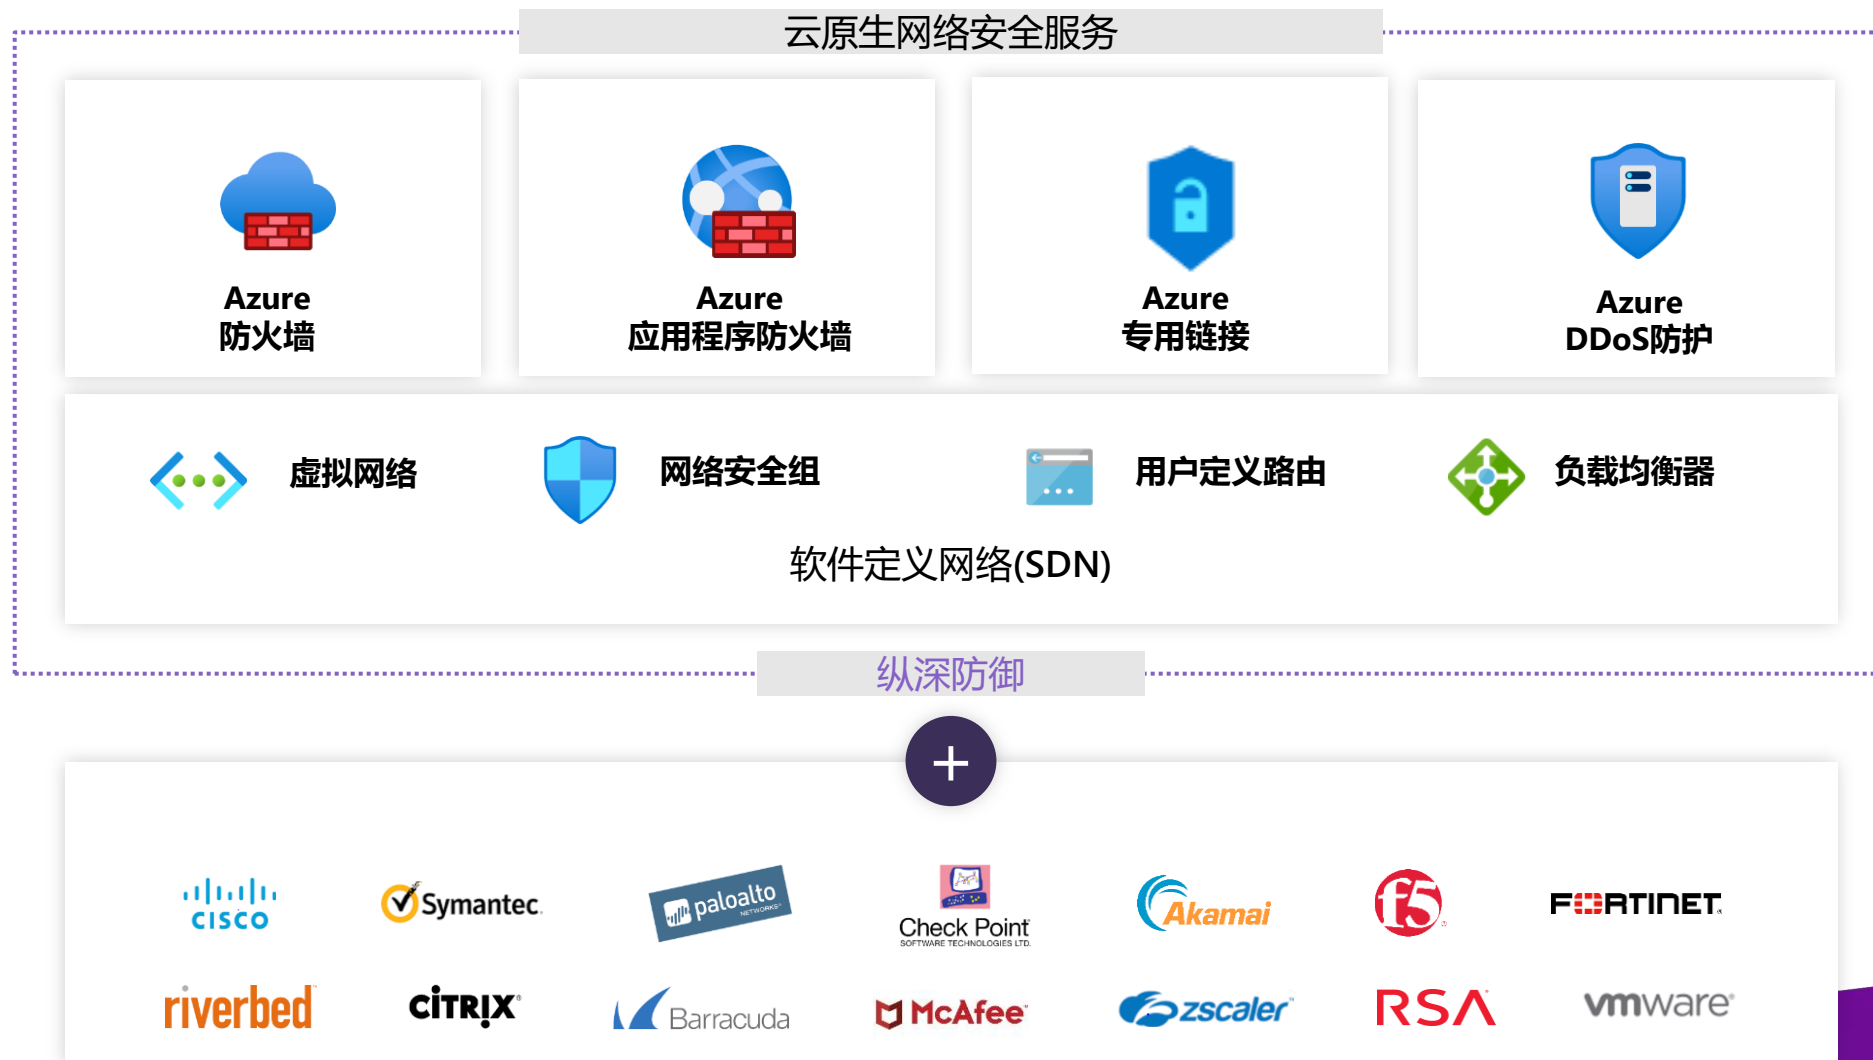 云原生网络安全服务
Azure
防火墙
Azure
应用程序防火墙
Azure
专用链接
Azure
DDoS防护
虚拟网络
网络安全组
用户定义路由
负载均衡器
软件定义网络(SDN)
纵深防御
+
CISCO
Symantec.
paloalto
NETWORKS
Check Point
SOFTWARE TECHNOLOGIES LTD.
Akamai
f5
FORTINET
riverbed
CITRIX
Barracuda
McAfee
zscaler
RSA
vmware